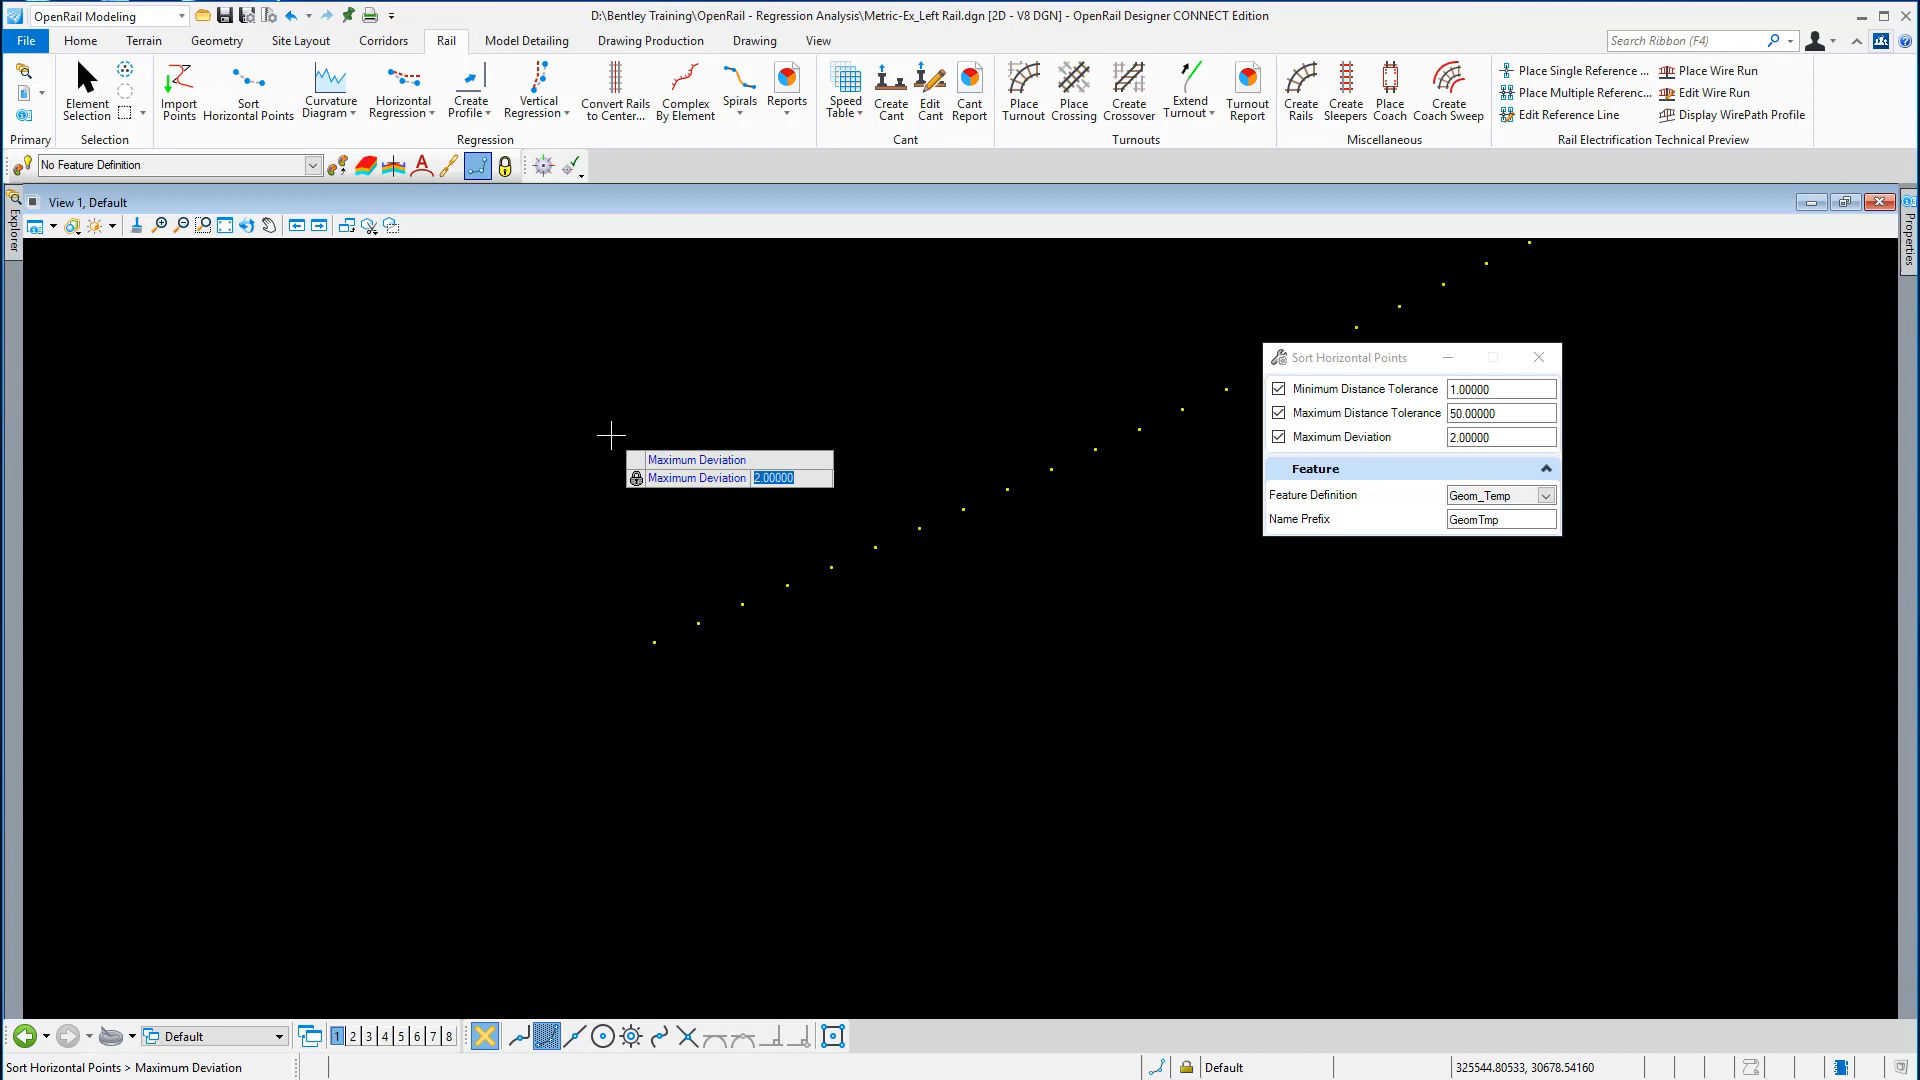 OpenRail Modeling
D:\Bentley Training\OpenRail - Regression Analysis\Metric-Ex_Left Rail.dgn [2D - V8 DGN] - OpenRail Designer CONNECT Edition
File Home Terrain Geometry Site Layout Corridors Rail Model Detailing Drawing Production Drawing View
Search Ribbon (F4)
Element Selection
Import Points
Sort Horizontal Points
Curvature Diagram
Horizontal Regression
Create Profile
Vertical Regression
Convert Rails to Center...
Complex By Element
Spirals
Reports
Speed Table
Create Cant
Edit Cant
Cant Report
Place Turnout
Place Crossing
Create Crossover
Extend Turnout
Turnout Report
Create Rails
Create Sleepers
Place Coach
Create Coach Sweep
Place Single Reference ...
Place Multiple Referenc...
Edit Reference Line
Place Wire Run
Edit Wire Run
Display WirePath Profile
Primary Selection Regression Cant Turnouts Miscellaneous Rail Electrification Technical Preview
No Feature Definition
View 1, Default
Explorer
Properties
Sort Horizontal Points
Minimum Distance Tolerance 1.00000
Maximum Distance Tolerance 50.00000
Maximum Deviation 2.00000
Feature
Feature Definition Geom_Temp
Name Prefix GeomTmp
Maximum Deviation
Maximum Deviation 2.00000
Default
1 2 3 4 5 6 7 8
Sort Horizontal Points > Maximum Deviation
Default
325544.80533, 30678.54160